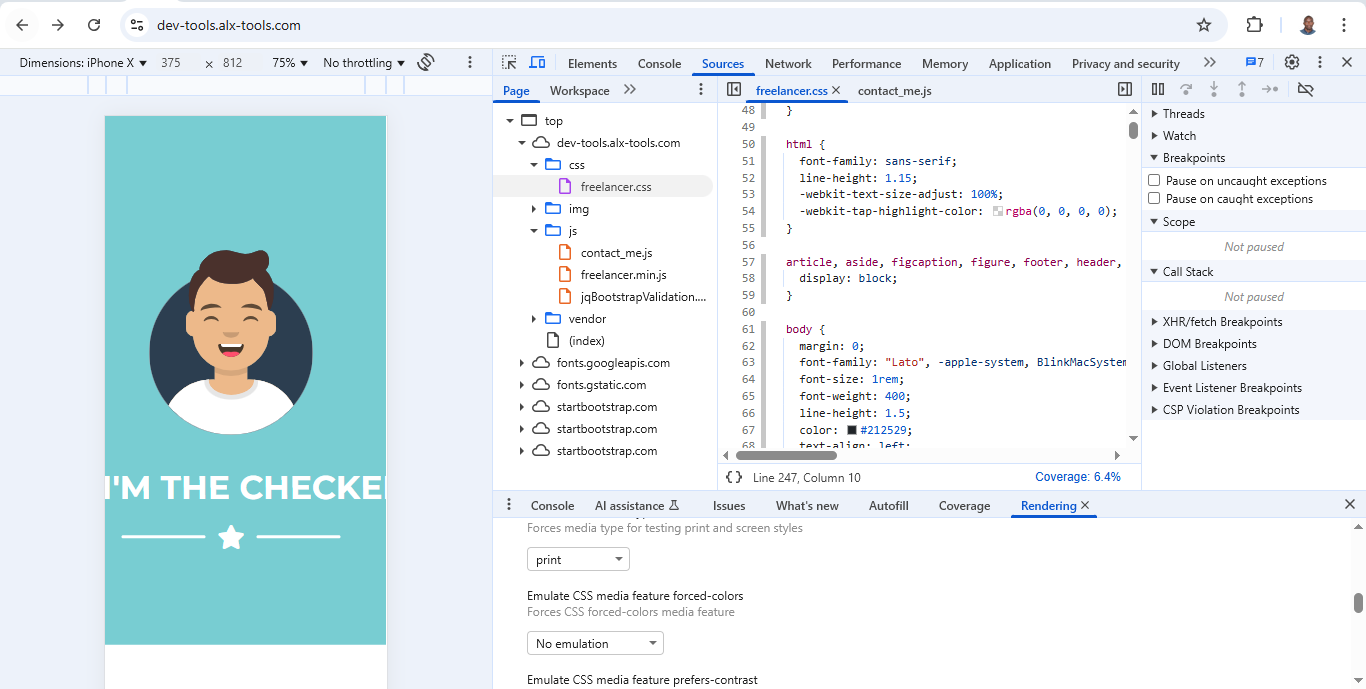 dev-tools.alx-tools.com
Dimensions: iPhone X 375 × 812 75% No throttling
Elements Console Sources Network Performance Memory Application Privacy and security 7
Page Workspace
freelancer.css contact_me.js
top
dev-tools.alx-tools.com
css
freelancer.css
img
js
contact_me.js
freelancer.min.js
jqBootstrapValidation....
vendor
(index)
fonts.googleapis.com
fonts.gstatic.com
startbootstrap.com
startbootstrap.com
startbootstrap.com
48 }
49
50 html {
51 font-family: sans-serif;
52 line-height: 1.15;
53 -webkit-text-size-adjust: 100%;
54 -webkit-tap-highlight-color: rgba(0, 0, 0, 0);
55 }
56
57 article, aside, figcaption, figure, footer, header,
58 display: block;
59 }
60
61 body {
62 margin: 0;
63 font-family: "Lato", -apple-system, BlinkMacSystem
64 font-size: 1rem;
65 font-weight: 400;
66 line-height: 1.5;
67 color: #212529;
68 text-align: left;
{ } Line 247, Column 10 Coverage: 6.4%
Threads
Watch
Breakpoints
Pause on uncaught exceptions
Pause on caught exceptions
Scope
Not paused
Call Stack
Not paused
XHR/fetch Breakpoints
DOM Breakpoints
Global Listeners
Event Listener Breakpoints
CSP Violation Breakpoints
I'M THE CHECKE
Console AI assistance Issues What's new Autofill Coverage Rendering
Forces media type for testing print and screen styles
print
Emulate CSS media feature forced-colors
Forces CSS forced-colors media feature
No emulation
Emulate CSS media feature prefers-contrast